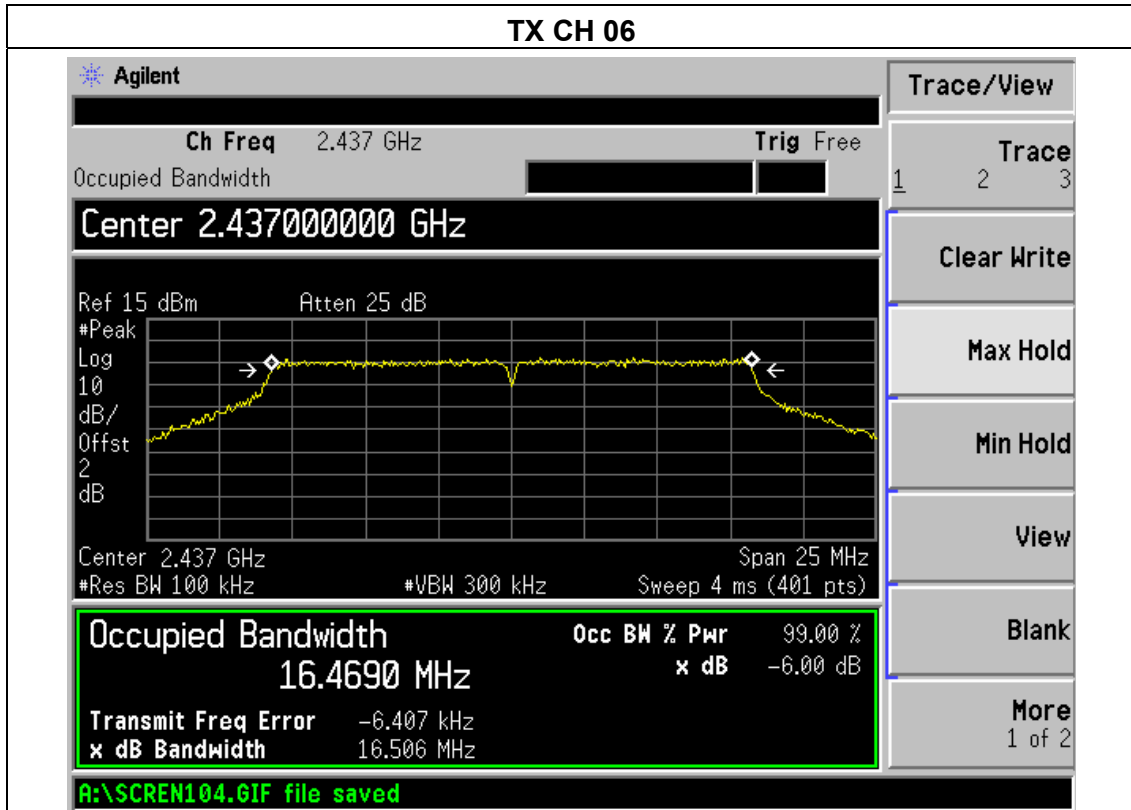 TX CH 06
Agilent
Trace/View
Ch Freq 2.437 GHz Trig Free
Occupied Bandwidth
Trace
1 2 3
Center 2.437000000 GHz
Clear Write
Ref 15 dBm Atten 25 dB
#Peak
Log
10
dB/
Offst
2
dB
Max Hold
Min Hold
View
Center 2.437 GHz Span 25 MHz
#Res BW 100 kHz #VBW 300 kHz Sweep 4 ms (401 pts)
Occupied Bandwidth Occ BW % Pwr 99.00 %
16.4690 MHz x dB -6.00 dB
Blank
Transmit Freq Error -6.407 kHz
x dB Bandwidth 16.506 MHz
More
1 of 2
A:\SCREN104.GIF file saved